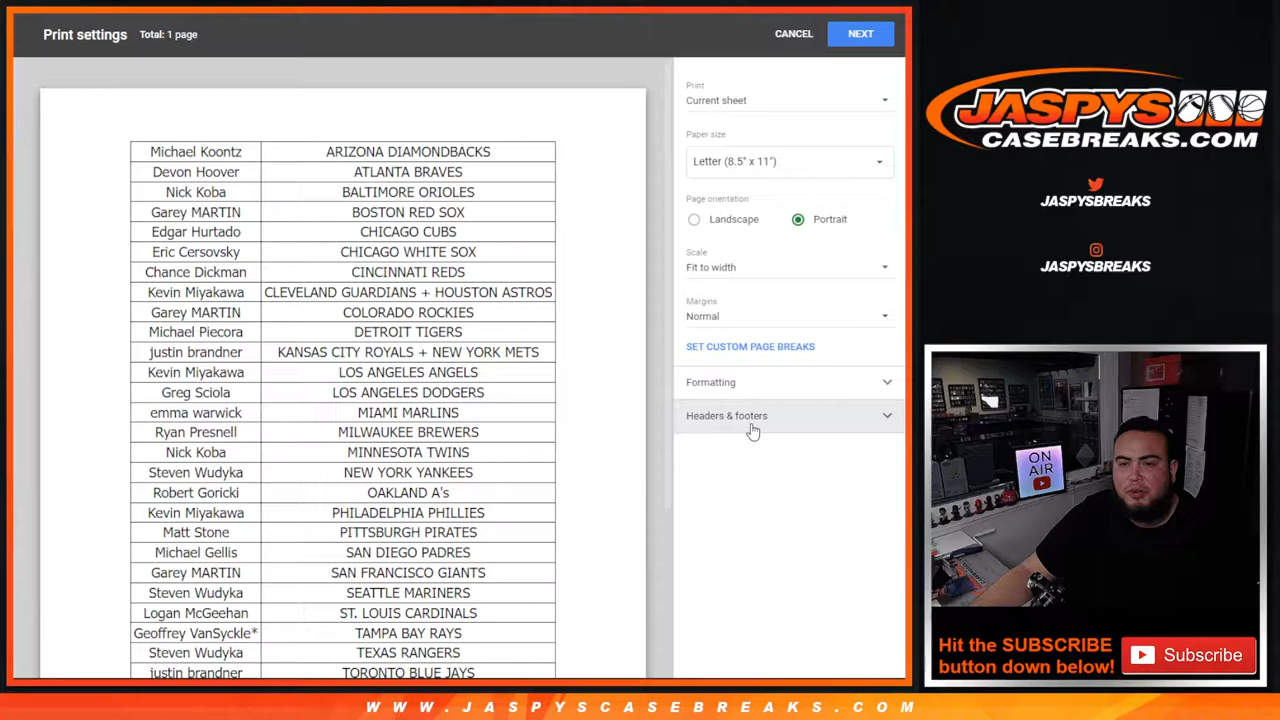 Print settings Total: 1 page CANCEL NEXT
Michael Koontz ARIZONA DIAMONDBACKS
Devon Hoover ATLANTA BRAVES
Nick Koba BALTIMORE ORIOLES
Garey MARTIN BOSTON RED SOX
Edgar Hurtado CHICAGO CUBS
Eric Cersovsky CHICAGO WHITE SOX
Chance Dickman CINCINNATI REDS
Kevin Miyakawa CLEVELAND GUARDIANS + HOUSTON ASTROS
Garey MARTIN COLORADO ROCKIES
Michael Piecora DETROIT TIGERS
justin brandner KANSAS CITY ROYALS + NEW YORK METS
Kevin Miyakawa LOS ANGELES ANGELS
Greg Sciola LOS ANGELES DODGERS
emma warwick MIAMI MARLINS
Ryan Presnell MILWAUKEE BREWERS
Nick Koba MINNESOTA TWINS
Steven Wudyka NEW YORK YANKEES
Robert Goricki OAKLAND A's
Kevin Miyakawa PHILADELPHIA PHILLIES
Matt Stone PITTSBURGH PIRATES
Michael Gellis SAN DIEGO PADRES
Garey MARTIN SAN FRANCISCO GIANTS
Steven Wudyka SEATTLE MARINERS
Logan McGeehan ST. LOUIS CARDINALS
Geoffrey VanSyckle* TAMPA BAY RAYS
Steven Wudyka TEXAS RANGERS
justin brandner TORONTO BLUE JAYS
Print
Current sheet
Paper size
Letter (8.5" x 11")
Page orientation
Landscape Portrait
Scale
Fit to width
Margins
Normal
SET CUSTOM PAGE BREAKS
Formatting
Headers & footers
JASPYS
CASEBREAKS.COM
JASPYSBREAKS
JASPYSBREAKS
ON
AIR
Hit the SUBSCRIBE
button down below!
Subscribe
WWW.JASPYSCASEBREAKS.COM